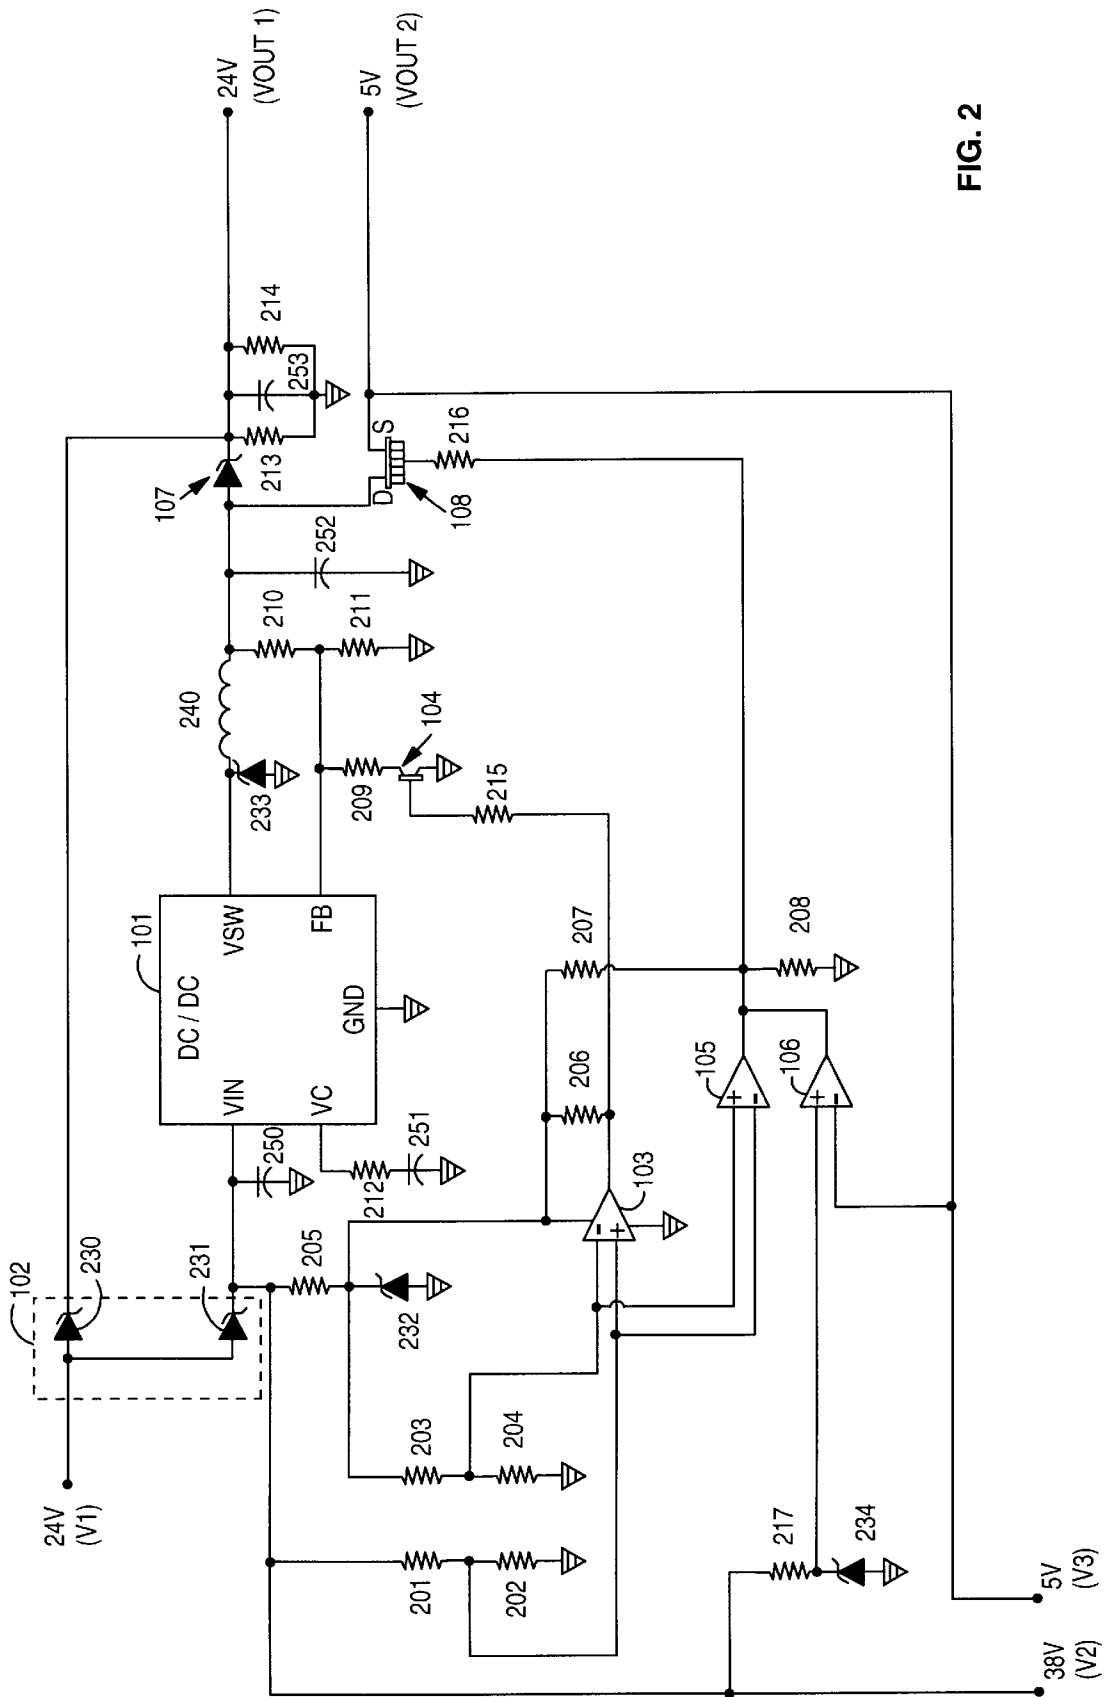 24V
(V1)
102
230
231
250
205
232
212
251
203
204
201
202
217
234
38V
(V2)
5V
(V3)
101
DC / DC
VIN
VC
VSW
FB
GND
233
240
210
211
209
104
215
252
107
213
253
214
D
S
108
216
206
207
208
-
+
103
+
-
105
+
-
106
24V
(VOUT 1)
5V
(VOUT 2)
FIG. 2